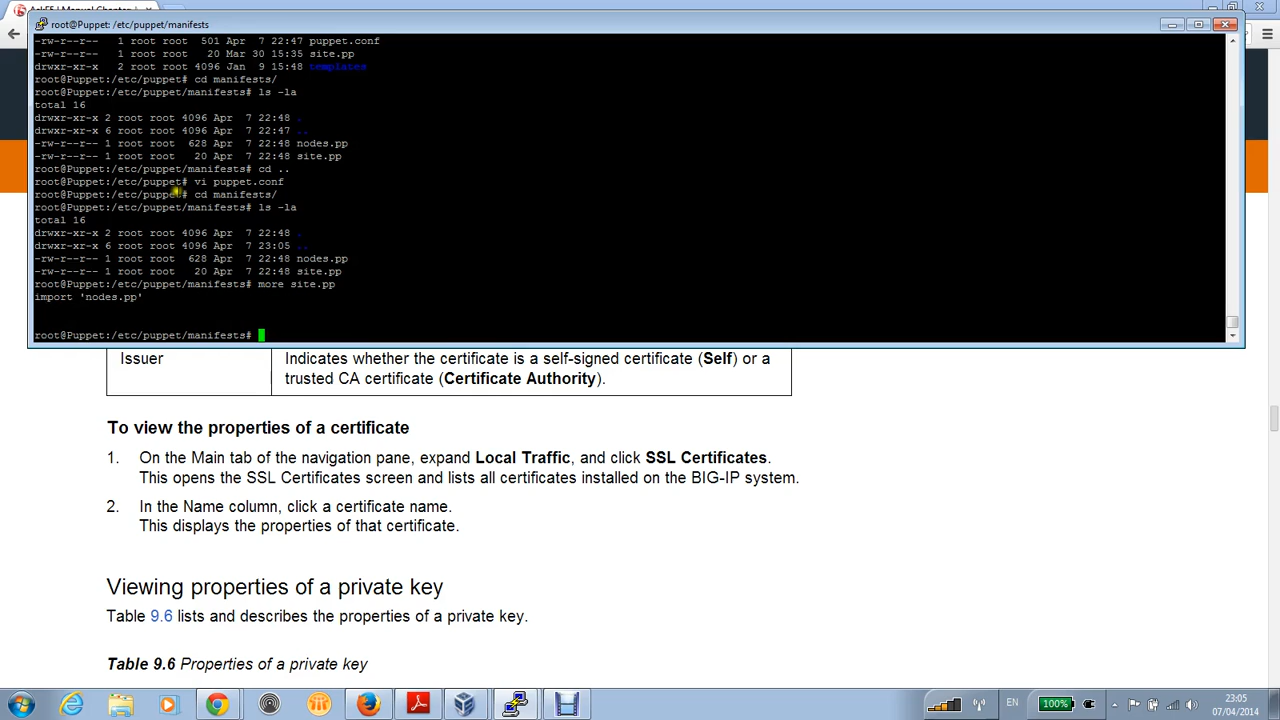 root@Puppet: /etc/puppet/manifests
-rw-r--r-- 1 root root 501 Apr 7 22:47 puppet.conf
-rw-r--r-- 1 root root 20 Mar 30 15:35 site.pp
drwxr-xr-x 2 root root 4096 Jan 9 15:48 templates
root@Puppet:/etc/puppet# cd manifests/
root@Puppet:/etc/puppet/manifests# ls -la
total 16
drwxr-xr-x 2 root root 4096 Apr 7 22:48 .
drwxr-xr-x 6 root root 4096 Apr 7 22:47 ..
-rw-r--r-- 1 root root 628 Apr 7 22:48 nodes.pp
-rw-r--r-- 1 root root 20 Apr 7 22:48 site.pp
root@Puppet:/etc/puppet/manifests# cd ..
root@Puppet:/etc/puppet# vi puppet.conf
root@Puppet:/etc/puppet# cd manifests/
root@Puppet:/etc/puppet/manifests# ls -la
total 16
drwxr-xr-x 2 root root 4096 Apr 7 22:48 .
drwxr-xr-x 6 root root 4096 Apr 7 23:05 ..
-rw-r--r-- 1 root root 628 Apr 7 22:48 nodes.pp
-rw-r--r-- 1 root root 20 Apr 7 22:48 site.pp
root@Puppet:/etc/puppet/manifests# more site.pp
import 'nodes.pp'
root@Puppet:/etc/puppet/manifests#
Issuer
Indicates whether the certificate is a self-signed certificate (Self) or a
trusted CA certificate (Certificate Authority).
To view the properties of a certificate
1. On the Main tab of the navigation pane, expand Local Traffic, and click SSL Certificates.
This opens the SSL Certificates screen and lists all certificates installed on the BIG-IP system.
2. In the Name column, click a certificate name.
This displays the properties of that certificate.
Viewing properties of a private key
Table 9.6 lists and describes the properties of a private key.
Table 9.6 Properties of a private key
EN
100%
23:05
07/04/2014